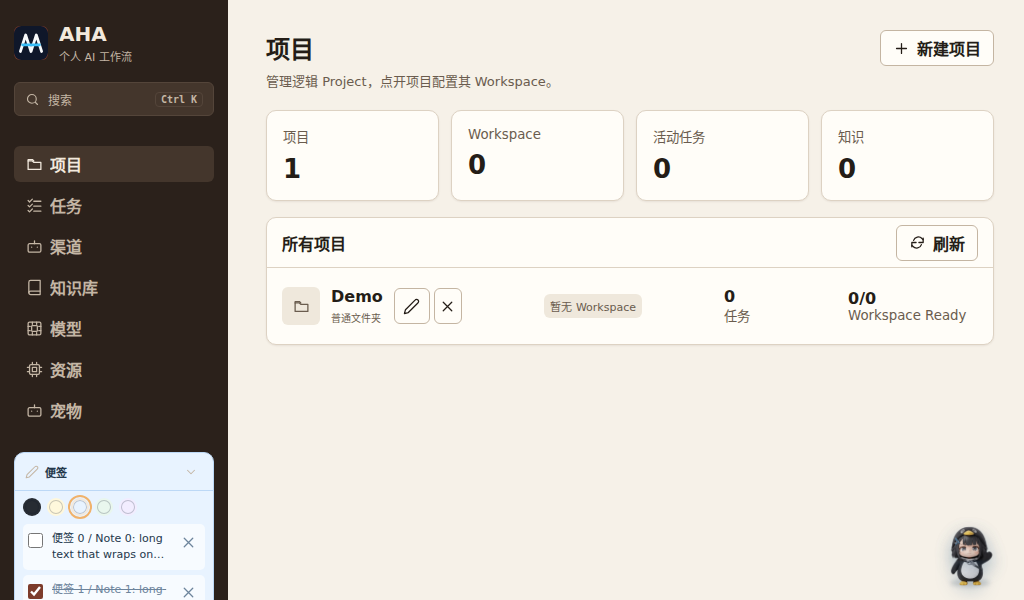 AHA
个人 AI 工作流
搜索
Ctrl K
项目
任务
渠道
知识库
模型
资源
宠物
便签
便签 0 / Note 0: long
text that wraps on…
便签 1 / Note 1: long
项目
新建项目
管理逻辑 Project，点开项目配置其 Workspace。
项目
1
Workspace
0
活动任务
0
知识
0
所有项目
刷新
Demo
普通文件夹
暂无 Workspace
0
任务
0/0
Workspace Ready